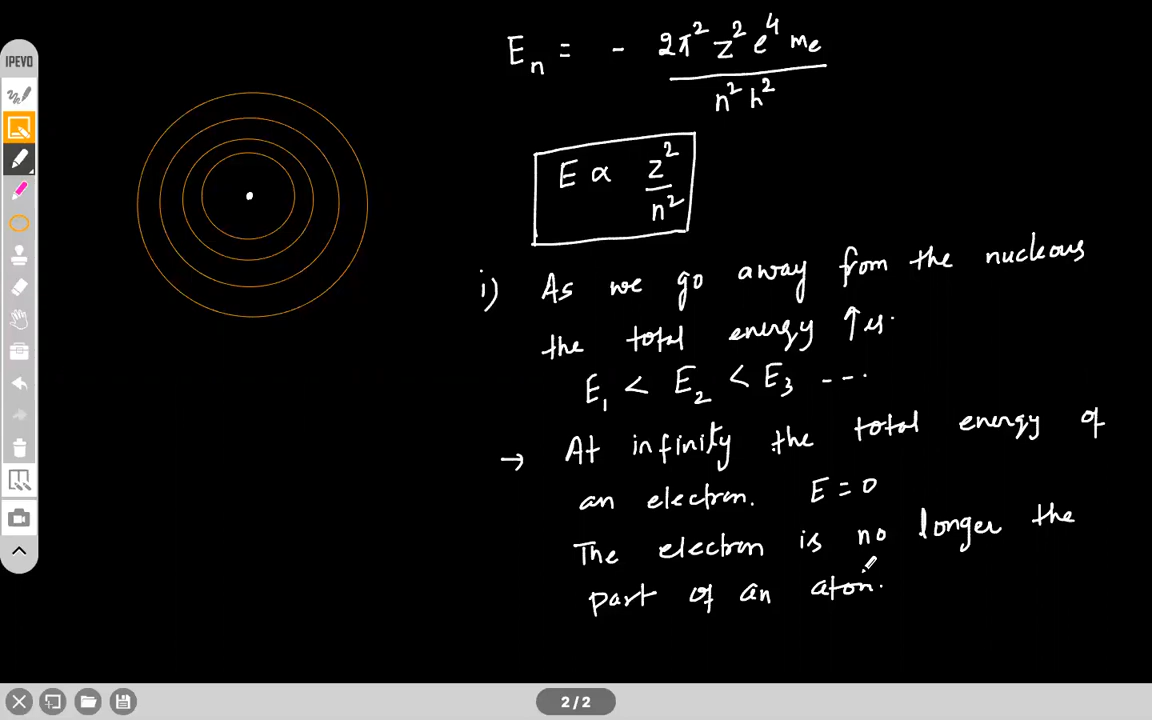 IPEVO
Eₙ = - 2π² z² e⁴ me
n² h²
E ∝ z²
n²
i) As we go away from the nucleous
the total energy ↑es.
E₁ < E₂ < E₃ ---.
→ At infinity the total energy of
an electron. E = 0
The electron is no longer the
part of an atom.
2/2